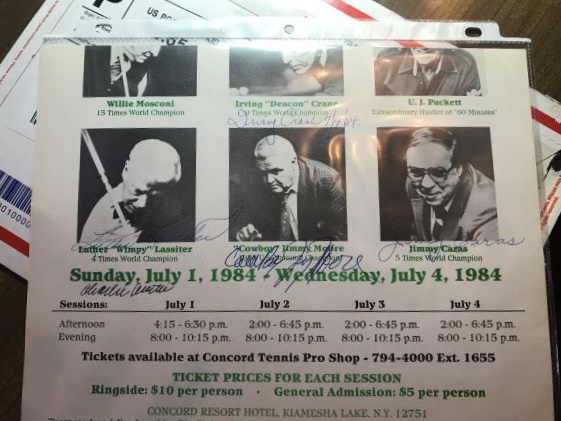 US PO
Willie Mosconi
15 Times World Champion
Irving "Deacon" Crane
Times World Champion
Irving Crane
U. J. Puckett
Extraordinary Hustler of "60 Minutes"
Luther "Wimpy" Lassiter
4 Times World Champion
"Cowboy" Jimmy Moore
Cowboy Jimmy Moore
Jimmy Caras
5 Times World Champion
Sunday, July 1, 1984 - Wednesday, July 4, 1984
Sessions: July 1 July 2 July 3 July 4
Afternoon 4:15 - 6:30 p.m. 2:00 - 6:45 p.m. 2:00 - 6:45 p.m. 2:00 - 6:45 p.m.
Evening 8:00 - 10:15 p.m. 8:00 - 10:15 p.m. 8:00 - 10:15 p.m. 8:00 - 10:15 p.m.
Tickets available at Concord Tennis Pro Shop - 794-4000 Ext. 1655
TICKET PRICES FOR EACH SESSION
Ringside: $10 per person · General Admission: $5 per person
CONCORD RESORT HOTEL, KIAMESHA LAKE, N.Y. 12751